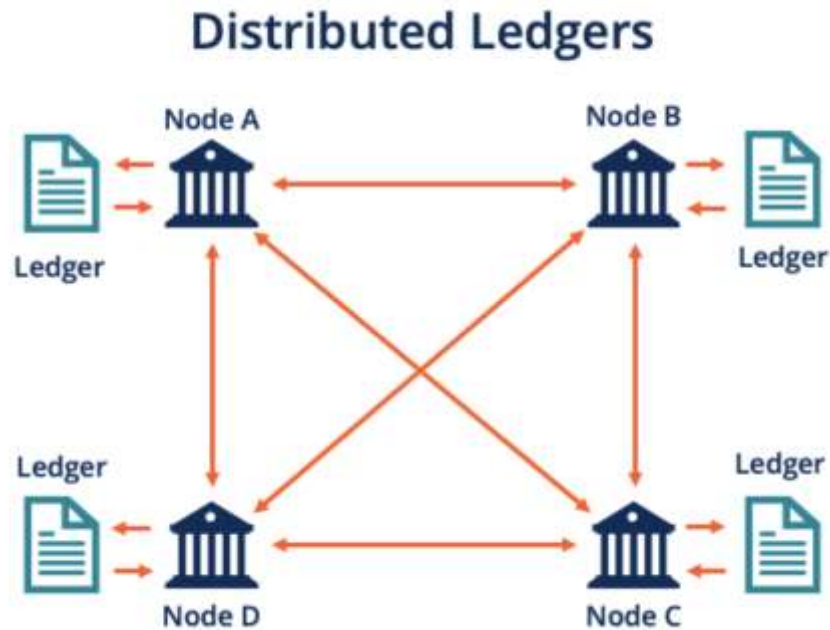 Distributed Ledgers
Node A
Node B
Ledger
Ledger
Ledger
Ledger
Node D
Node C